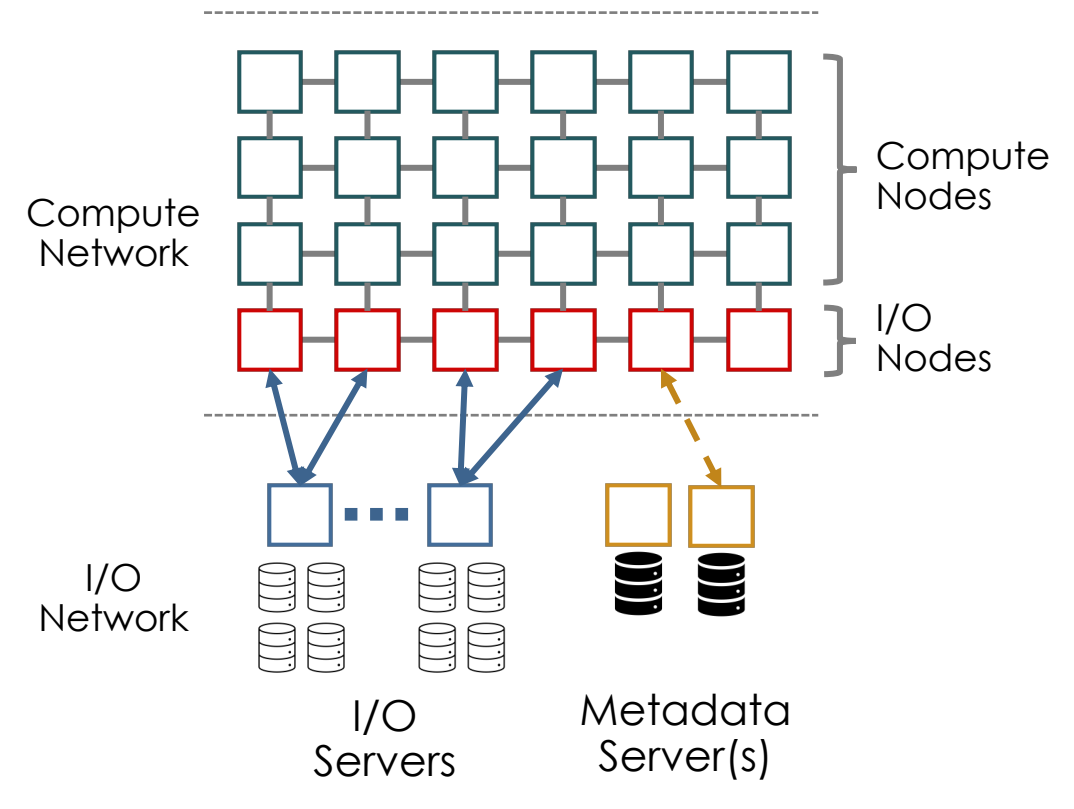 Compute
Nodes
Compute
Network
I/O
Nodes
I/O
Network
I/O
Servers
Metadata
Server(s)